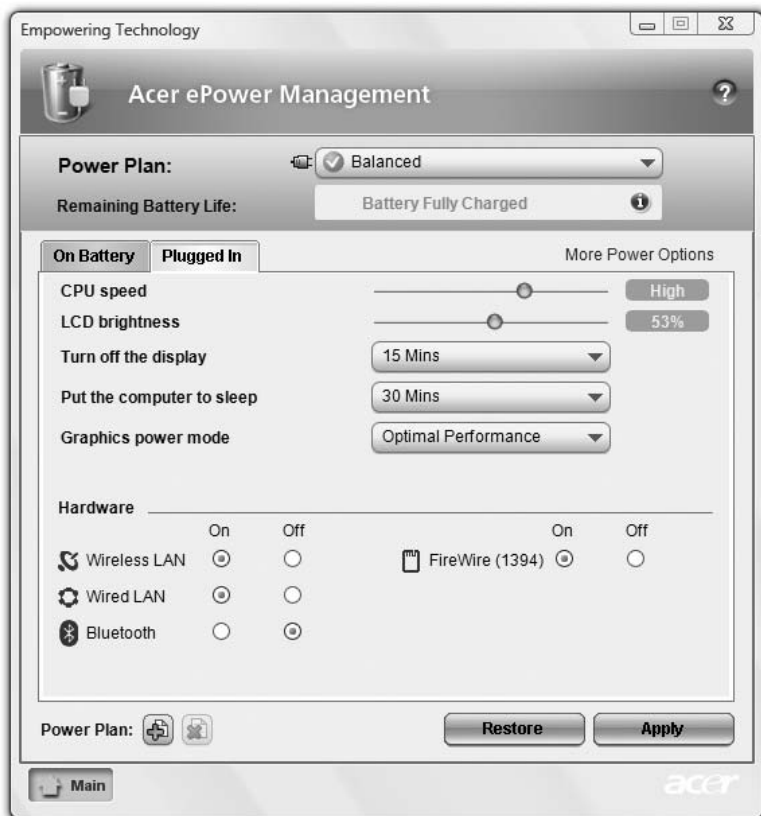 Empowering Technology
Acer ePower Management
?
Power Plan: Balanced
Remaining Battery Life: Battery Fully Charged
On Battery Plugged In More Power Options
CPU speed High
LCD brightness 53%
Turn off the display 15 Mins
Put the computer to sleep 30 Mins
Graphics power mode Optimal Performance
Hardware
On Off On Off
Wireless LAN FireWire (1394)
Wired LAN
Bluetooth
Power Plan: Restore Apply
Main acer